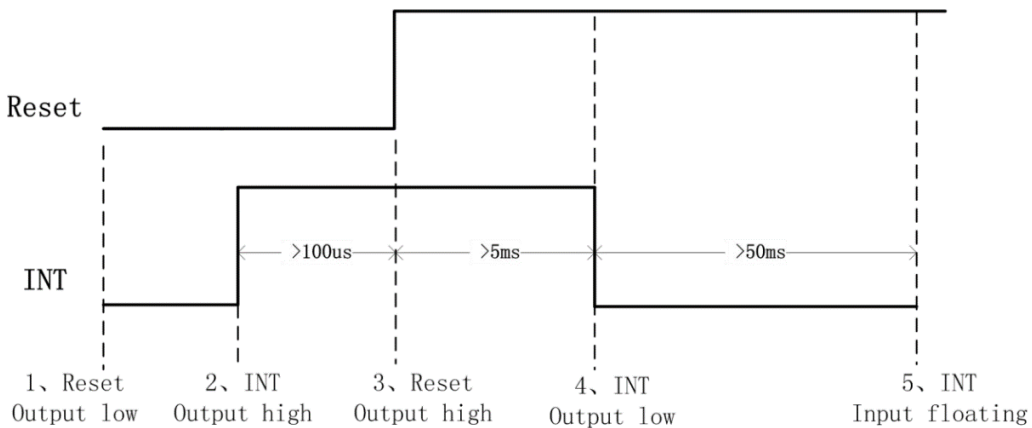 Reset
INT
>100us
>5ms
>50ms
1、Reset
Output low
2、INT
Output high
3、Reset
Output high
4、INT
Output low
5、INT
Input floating